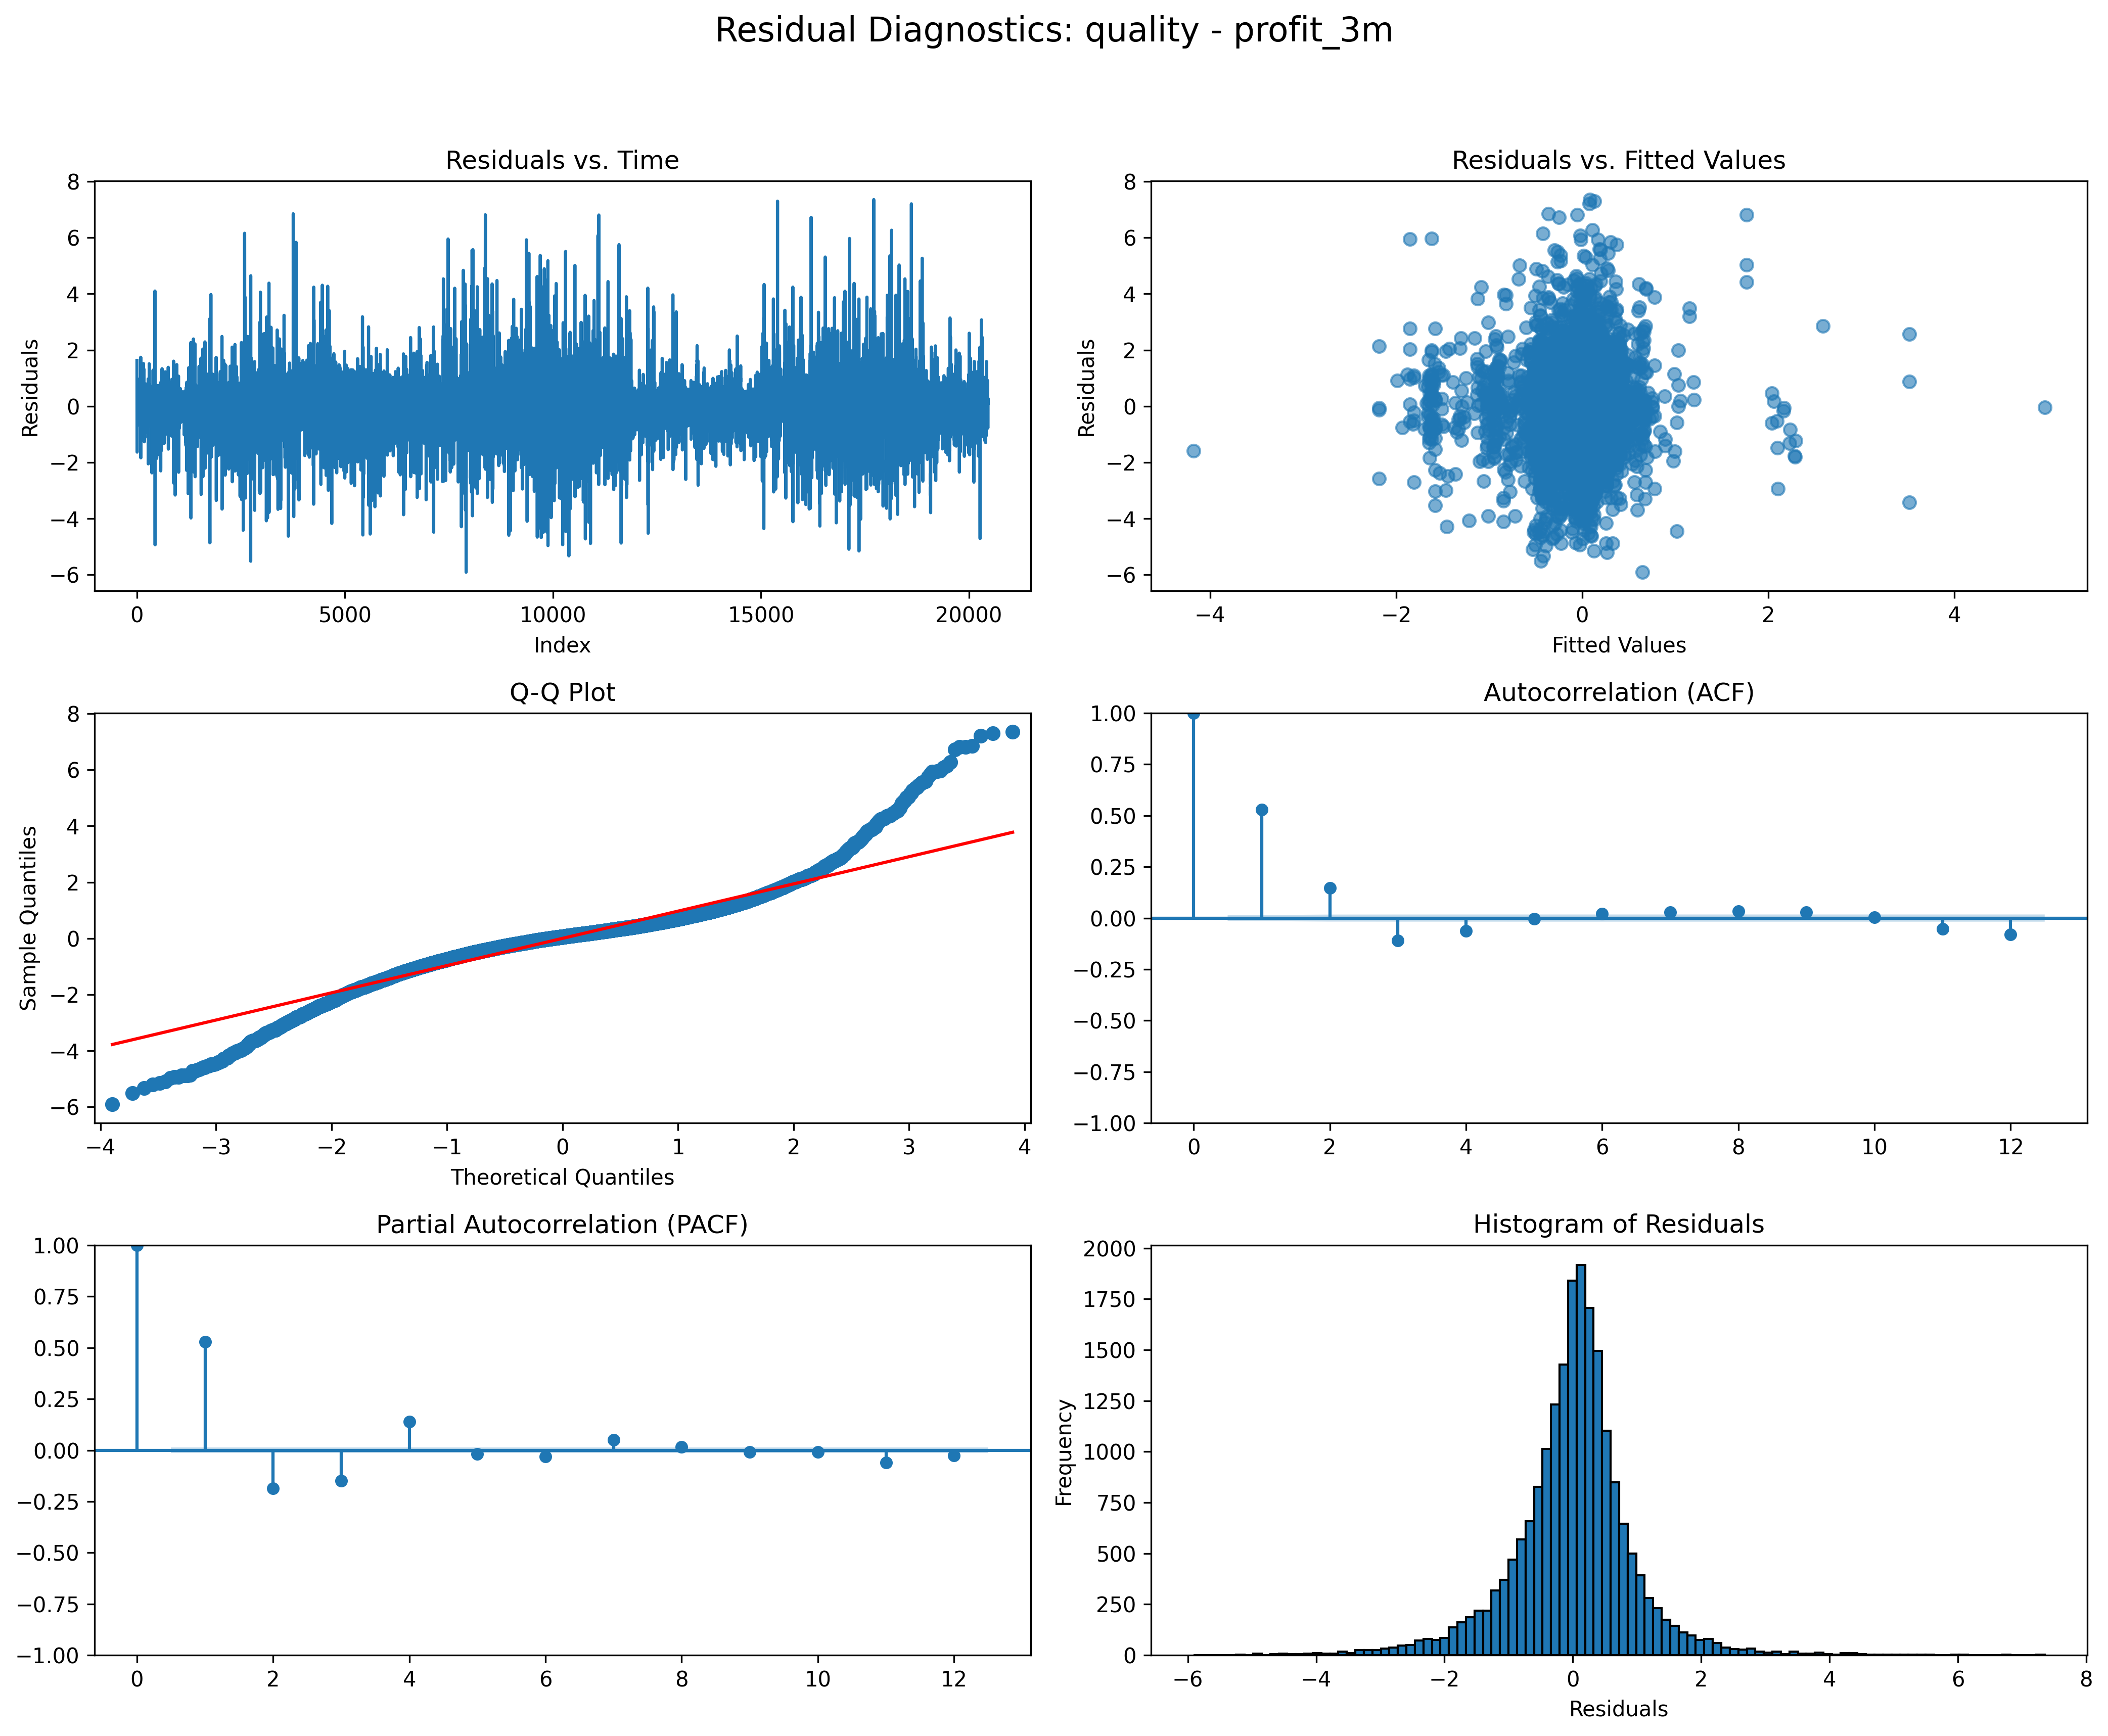 Residual Diagnostics: quality - profit_3m
Residuals vs. Time
8
6
4
2
0
−2
−4
−6
Residuals
0 5000 10000 15000 20000
Index
Residuals vs. Fitted Values
8
6
4
2
0
−2
−4
−6
Residuals
−4 −2 0 2 4
Fitted Values
Q-Q Plot
8
6
4
2
0
−2
−4
−6
Sample Quantiles
−4 −3 −2 −1 0 1 2 3 4
Theoretical Quantiles
Autocorrelation (ACF)
1.00
0.75
0.50
0.25
0.00
−0.25
−0.50
−0.75
−1.00
0 2 4 6 8 10 12
Partial Autocorrelation (PACF)
1.00
0.75
0.50
0.25
0.00
−0.25
−0.50
−0.75
−1.00
0 2 4 6 8 10 12
Histogram of Residuals
2000
1750
1500
1250
1000
750
500
250
0
Frequency
−6 −4 −2 0 2 4 6 8
Residuals